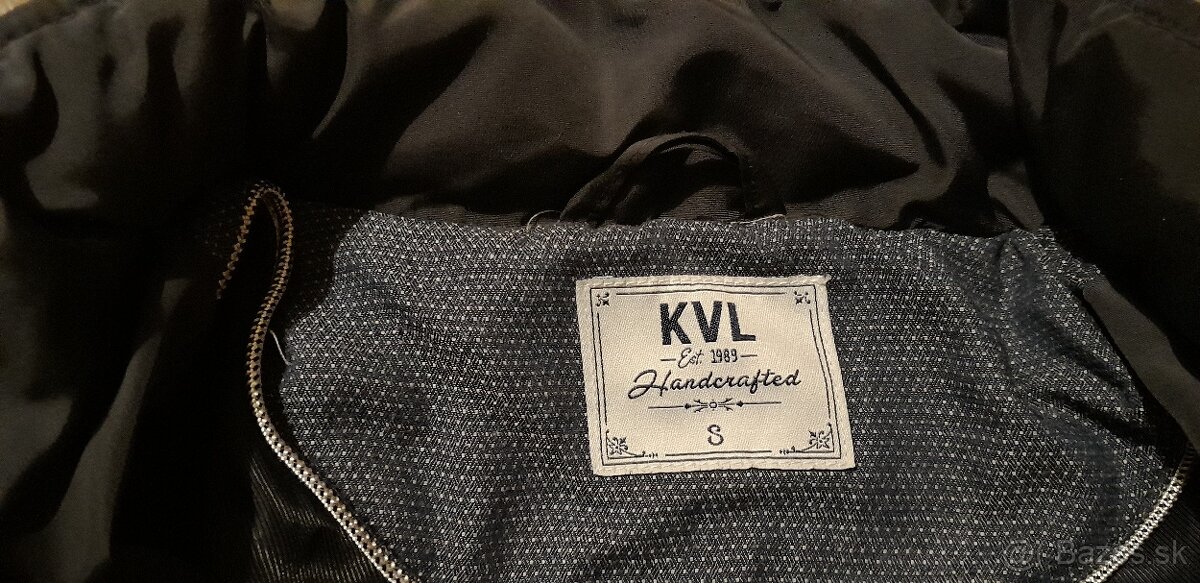 KVL
Est. 1989
Handcrafted
S
Bazos.sk